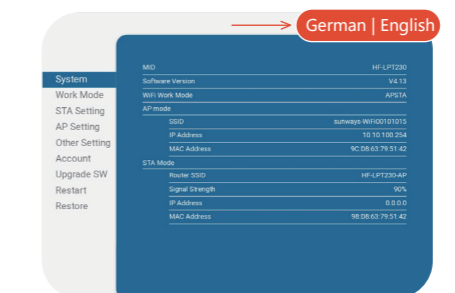 German | English
System
Work Mode
STA Setting
AP Setting
Other Setting
Account
Upgrade SW
Restart
Restore
MID HF-LPT230
Software Version V4.13
WiFi Work Mode APSTA
AP mode
SSID sunways-WiFi00101015
IP Address 10.10.100.254
MAC Address 9C:D8:63:79:51:42
STA Mode
Router SSID HF-LPT230-AP
Signal Strength 90%
IP Address 0.0.0.0
MAC Address 98:D8:63:79:51:42